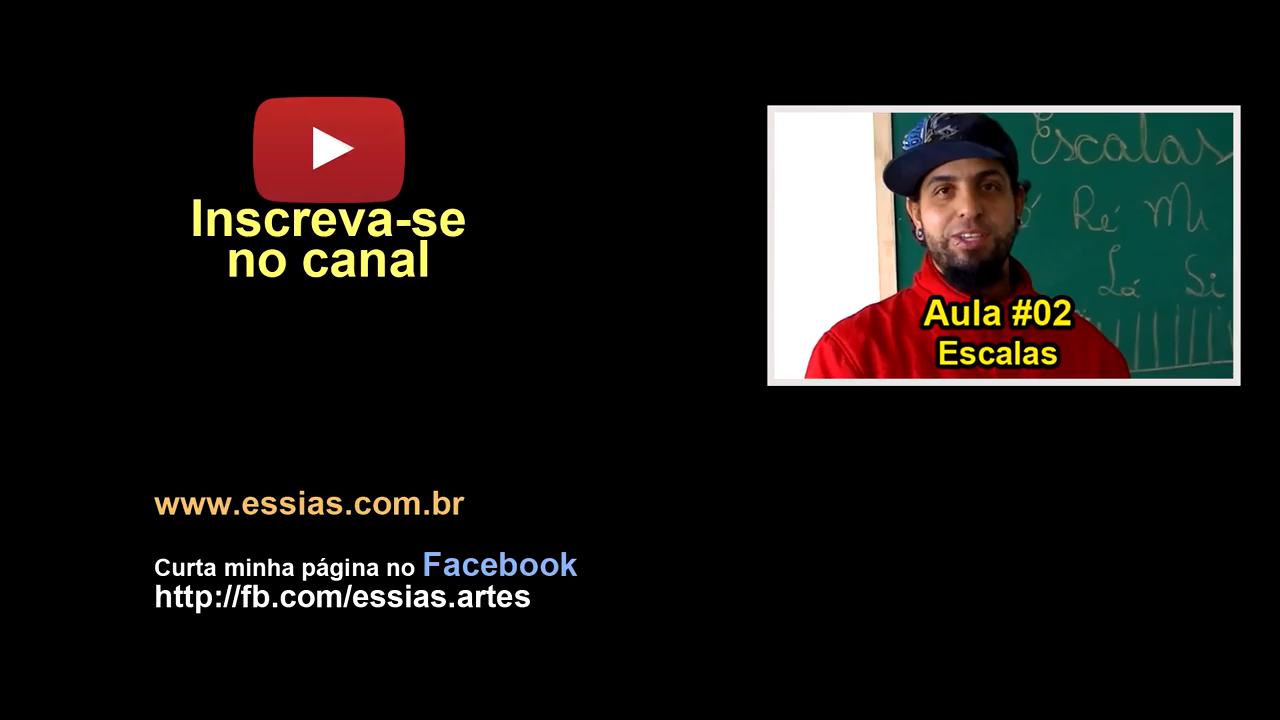 Inscreva-se
no canal
Escalas
Ré Mi
Lá Si
Aula #02
Escalas
www.essias.com.br
Curta minha página no Facebook
http://fb.com/essias.artes